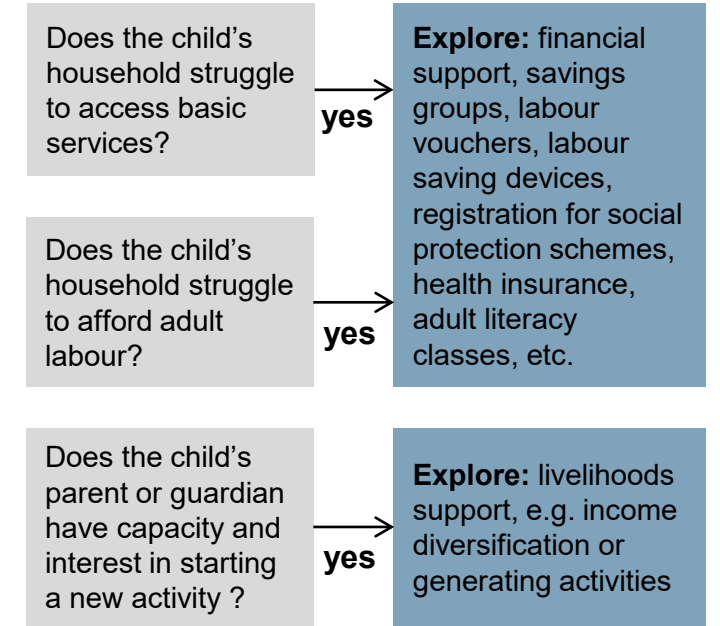 Does the child's
household struggle
to access basic
services?
yes
Explore: financial
support, savings
groups, labour
vouchers, labour
saving devices,
registration for social
protection schemes,
health insurance,
adult literacy
classes, etc.
Does the child's
household struggle
to afford adult
labour?
yes
Does the child's
parent or guardian
have capacity and
interest in starting
a new activity ?
yes
Explore: livelihoods
support, e.g. income
diversification or
generating activities